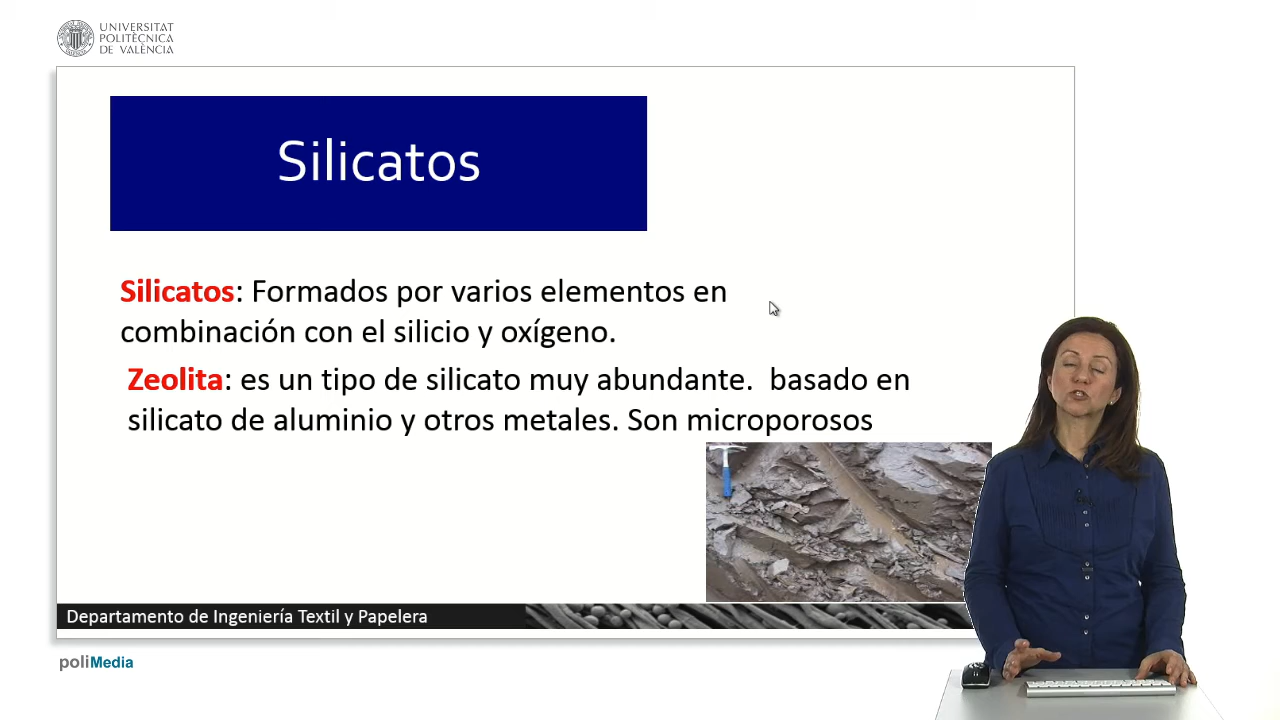 UNIVERSITAT
POLITÈCNICA
DE VALÈNCIA
Silicatos
Silicatos: Formados por varios elementos en
combinación con el silicio y oxígeno.
Zeolita: es un tipo de silicato muy abundante.  basado en
silicato de aluminio y otros metales. Son microporosos
Departamento de Ingeniería Textil y Papelera
poliMedia